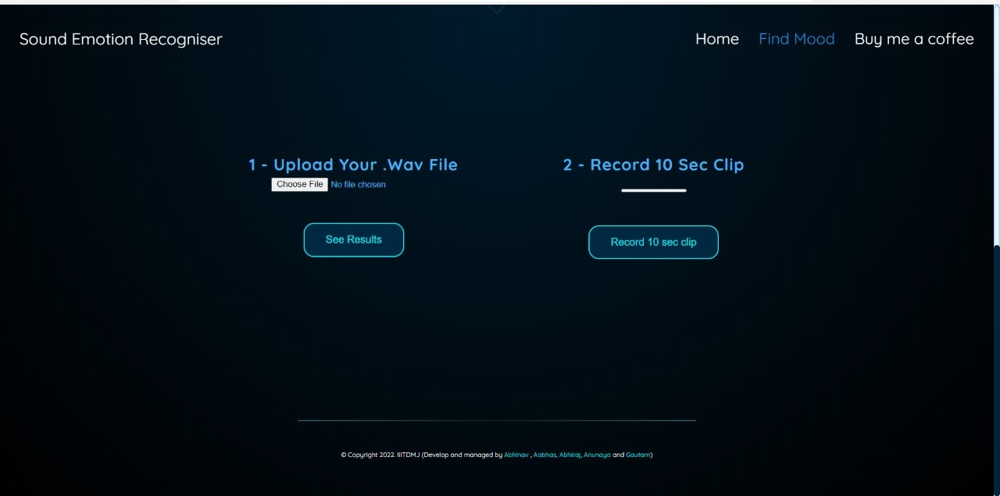 Sound Emotion Recogniser
Home Find Mood Buy me a coffee
1 - Upload Your .Wav File
Choose File No file chosen
See Results
2 - Record 10 Sec Clip
Record 10 sec clip
© Copyright 2022. IIITDMJ (Develop and managed by Abhinav , Aabhas, Abhiraj, Anunaya and Gautam)